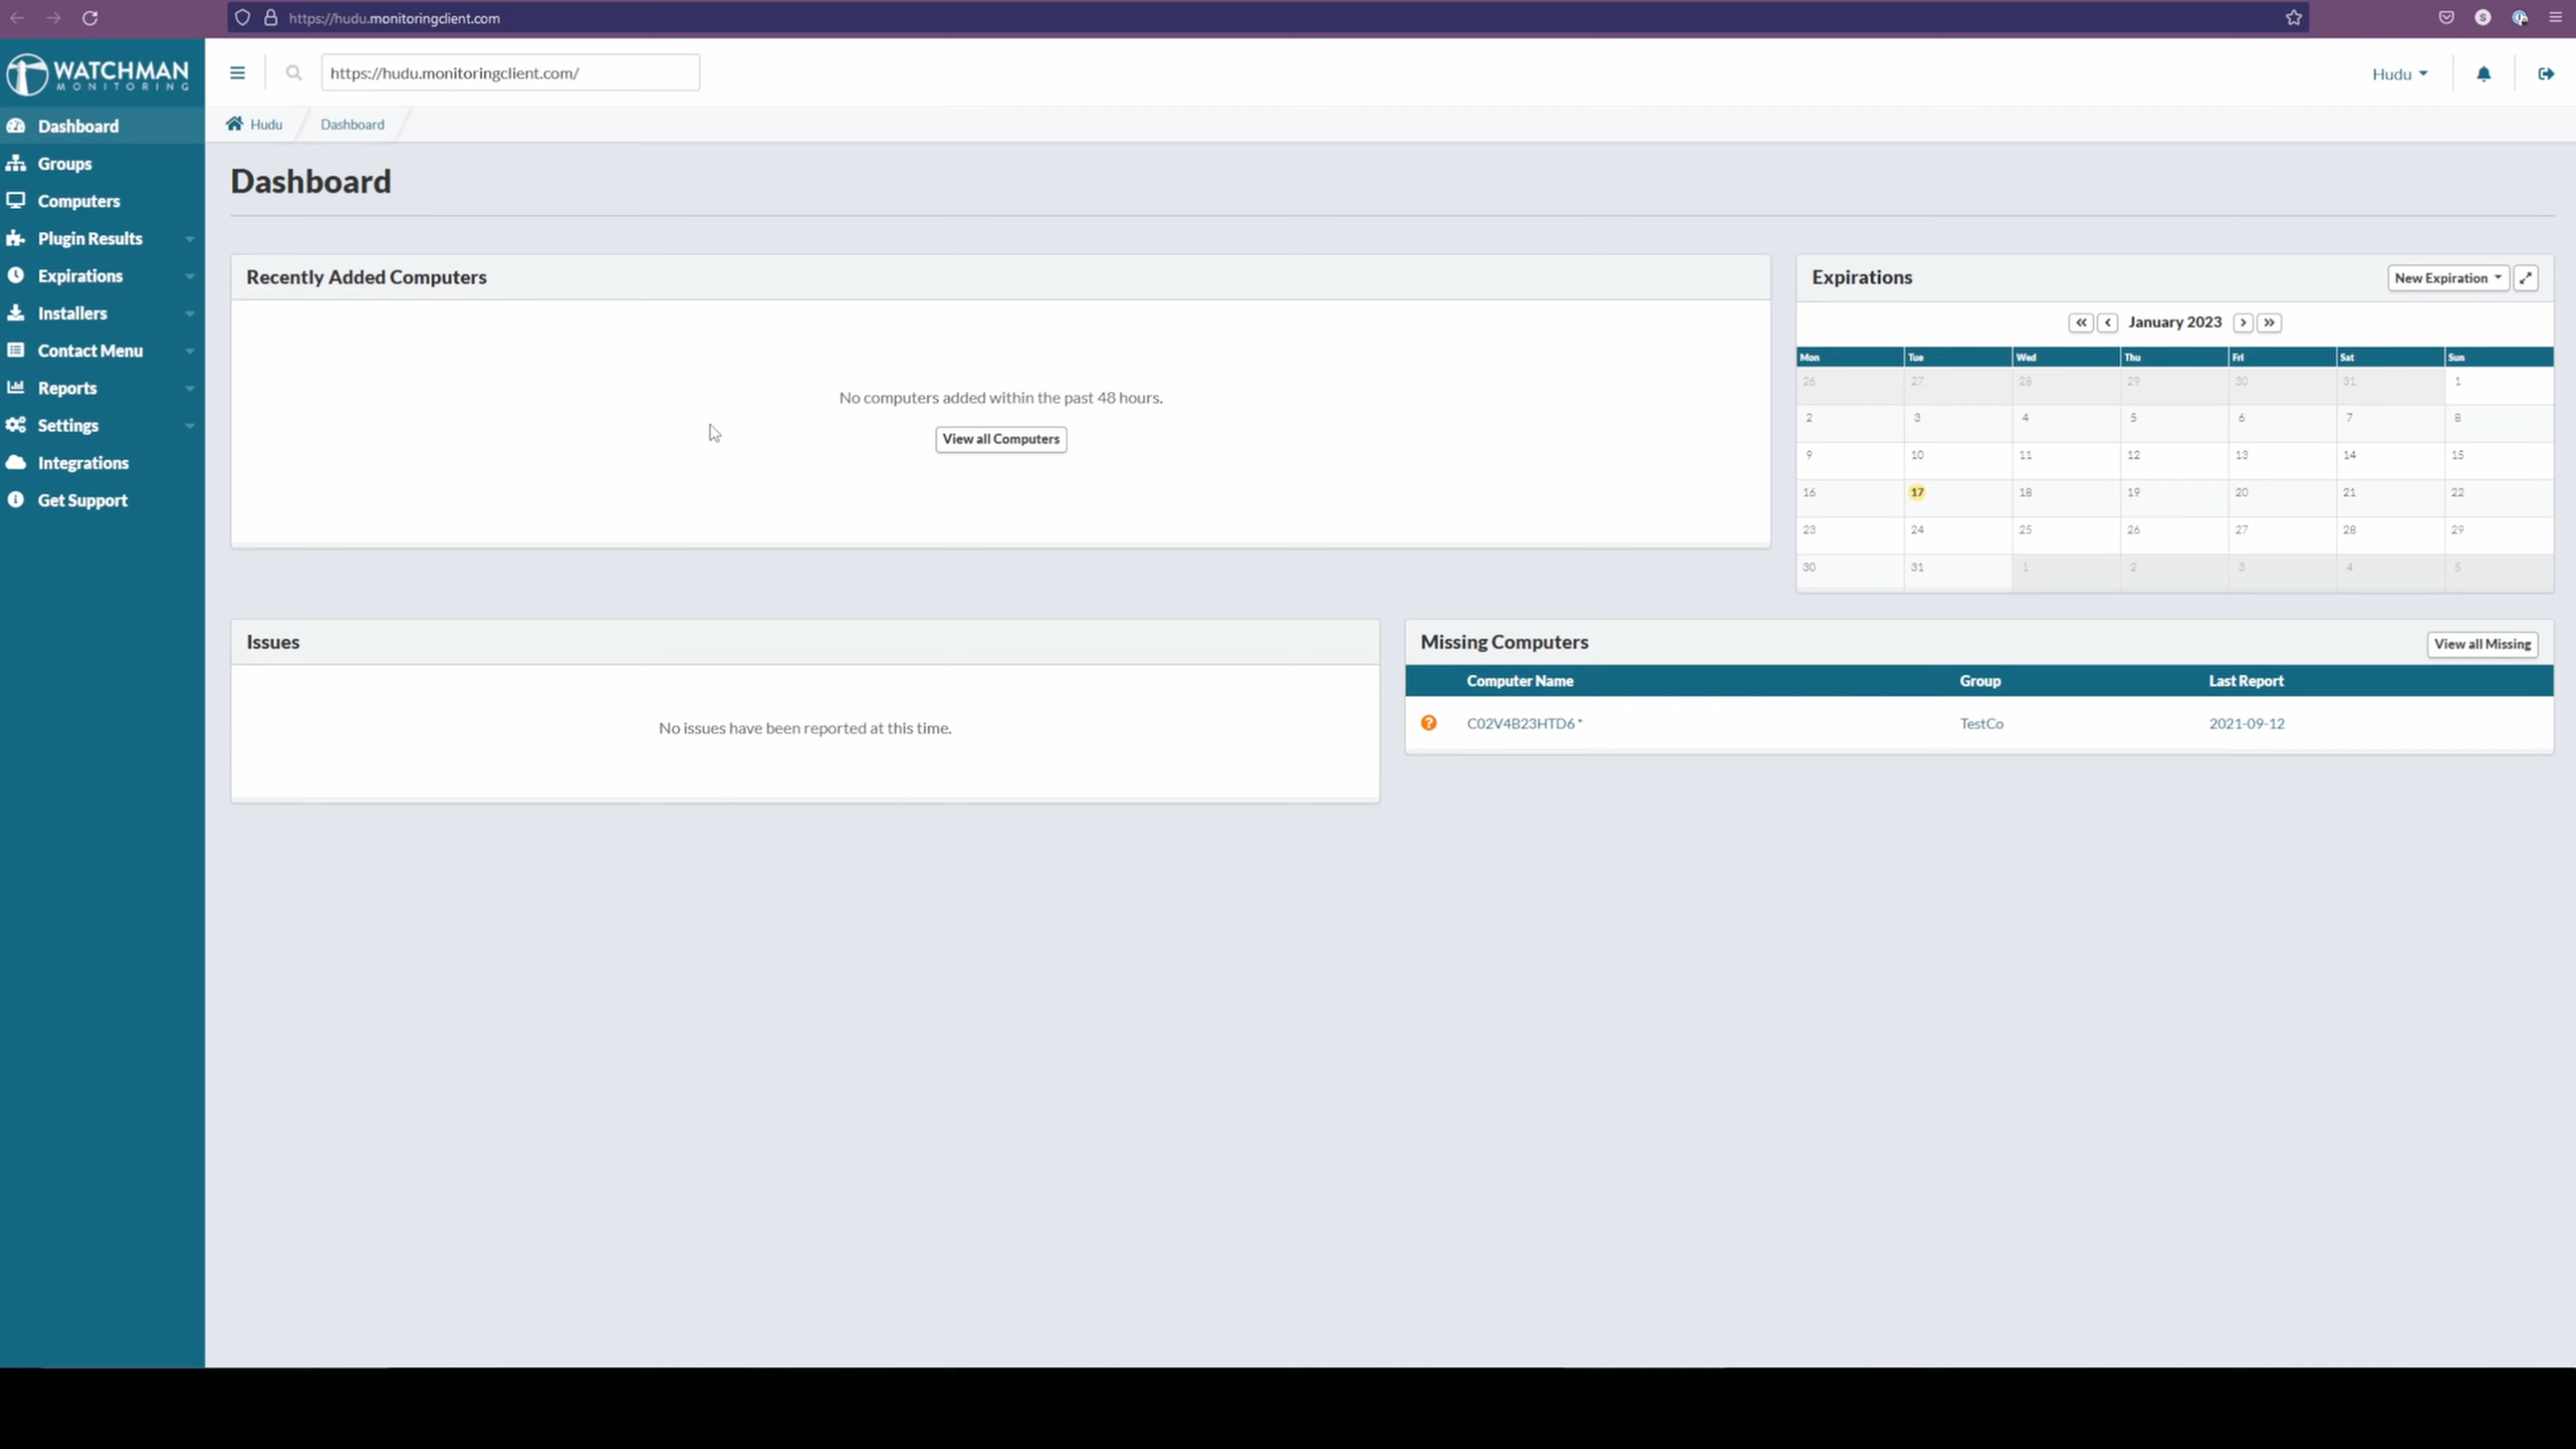 https://hudu.monitoringclient.com
WATCHMAN
MONITORING
https://hudu.monitoringclient.com/
Hudu
Dashboard
Groups
Computers
Plugin Results
Expirations
Installers
Contact Menu
Reports
Settings
Integrations
Get Support
Hudu Dashboard
Dashboard
Recently Added Computers
No computers added within the past 48 hours.
View all Computers
Expirations
New Expiration
« ‹ January 2023 › »
Mon Tue Wed Thu Fri Sat Sun
26 27 28 29 30 31 1
2 3 4 5 6 7 8
9 10 11 12 13 14 15
16 17 18 19 20 21 22
23 24 25 26 27 28 29
30 31 1 2 3 4 5
Issues
No issues have been reported at this time.
Missing Computers
View all Missing
Computer Name Group Last Report
C02V4B23HTD6 * TestCo 2021-09-12